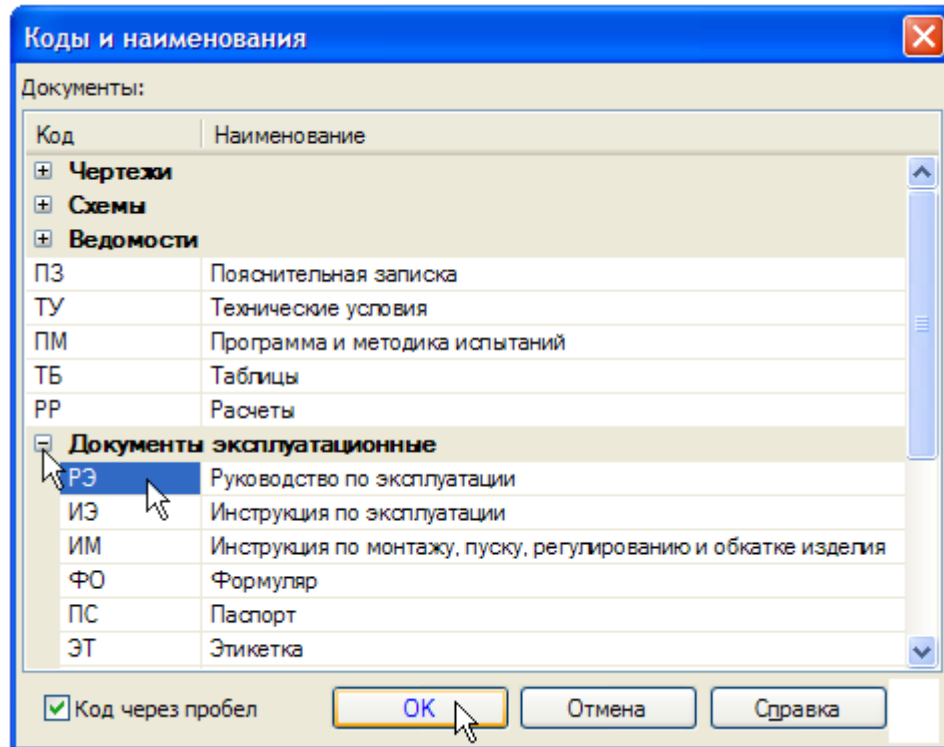 Коды и наименования
Документы:
Код Наименование
Чертежи
Схемы
Ведомости
ПЗ Пояснительная записка
ТУ Технические условия
ПМ Программа и методика испытаний
ТБ Таблицы
РР Расчеты
Документы эксплуатационные
РЭ Руководство по эксплуатации
ИЭ Инструкция по эксплуатации
ИМ Инструкция по монтажу, пуску, регулированию и обкатке изделия
ФО Формуляр
ПС Паспорт
ЭТ Этикетка
Код через пробел OK Отмена Справка